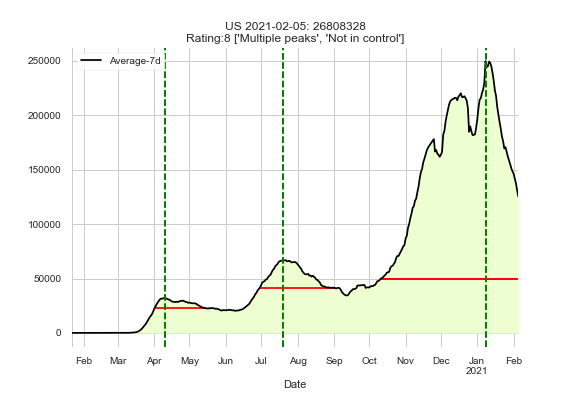 US 2021-02-05: 26808328
Rating:8 ['Multiple peaks', 'Not in control']
Average-7d
250000
200000
150000
100000
50000
0
Feb Mar Apr May Jun Jul Aug Sep Oct Nov Dec Jan Feb
2021
Date